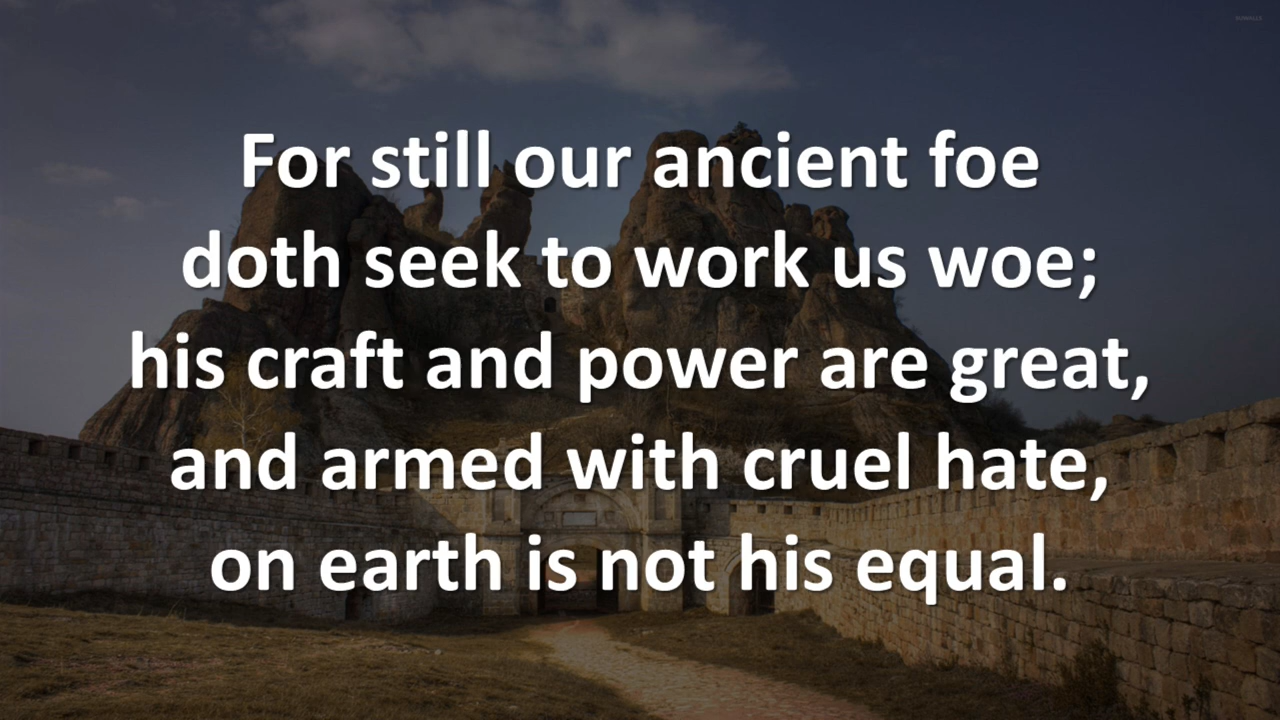 For still our ancient foe
doth seek to work us woe;
his craft and power are great,
and armed with cruel hate,
on earth is not his equal.